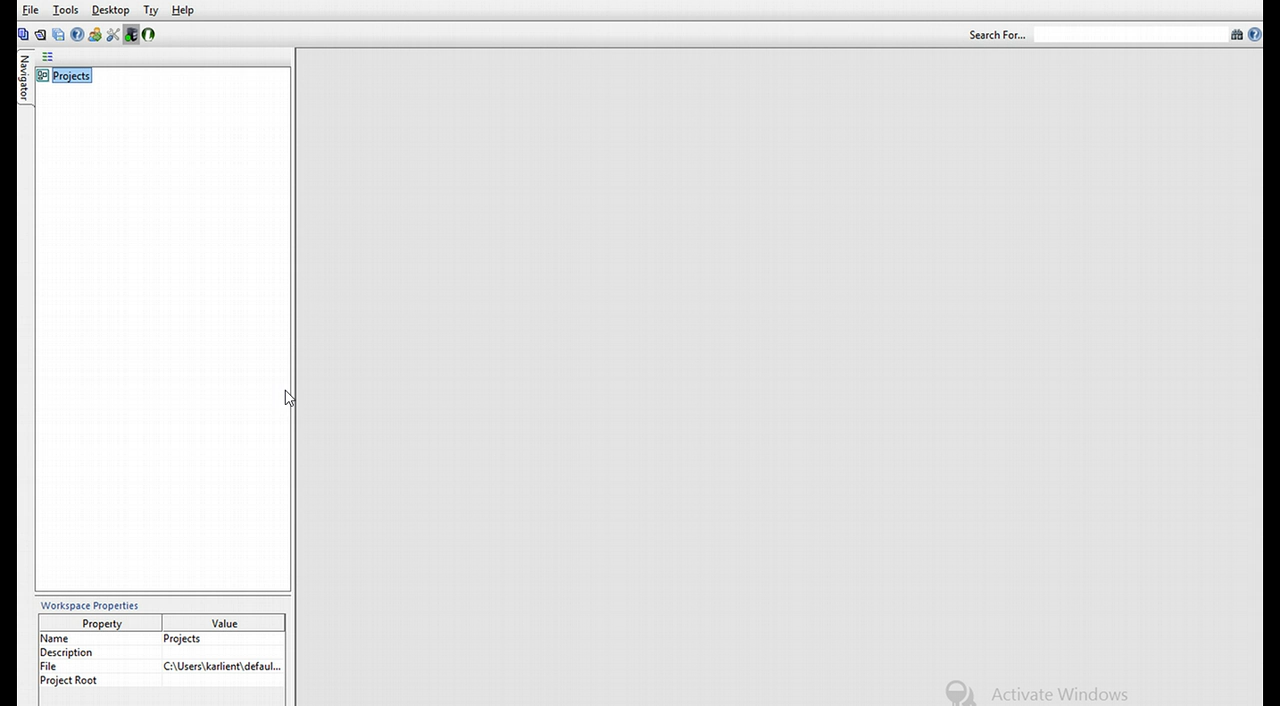 File Tools Desktop Try Help
Search For...
Navigator
Projects
Workspace Properties
Property Value
Name Projects
Description
File C:\Users\karlient\defaul...
Project Root
Activate Windows